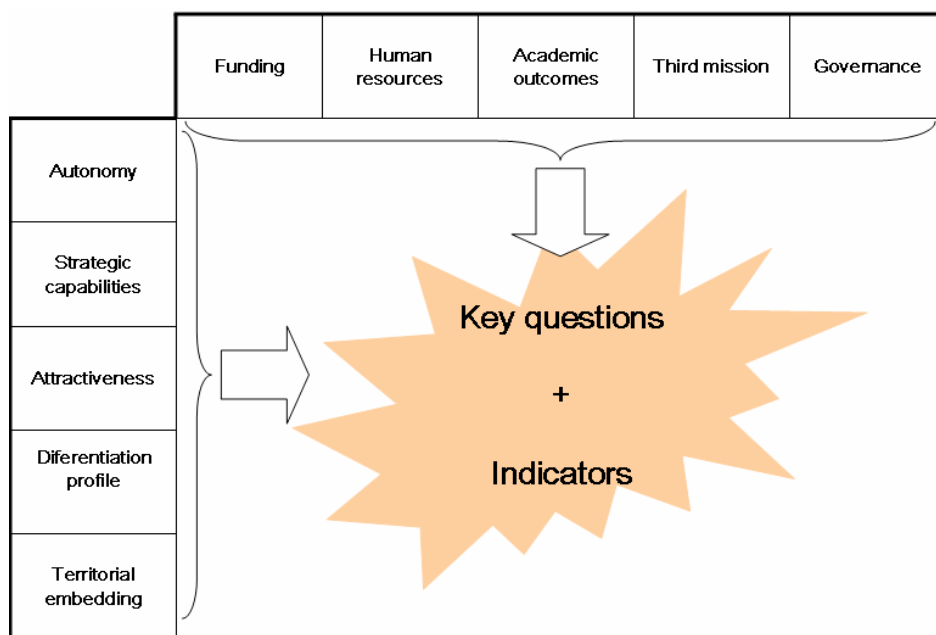 Funding
Human
resources
Academic
outcomes
Third mission
Governance
Autonomy
Strategic
capabilities
Attractiveness
Diferentiation
profile
Territorial
embedding
Key questions
+
Indicators